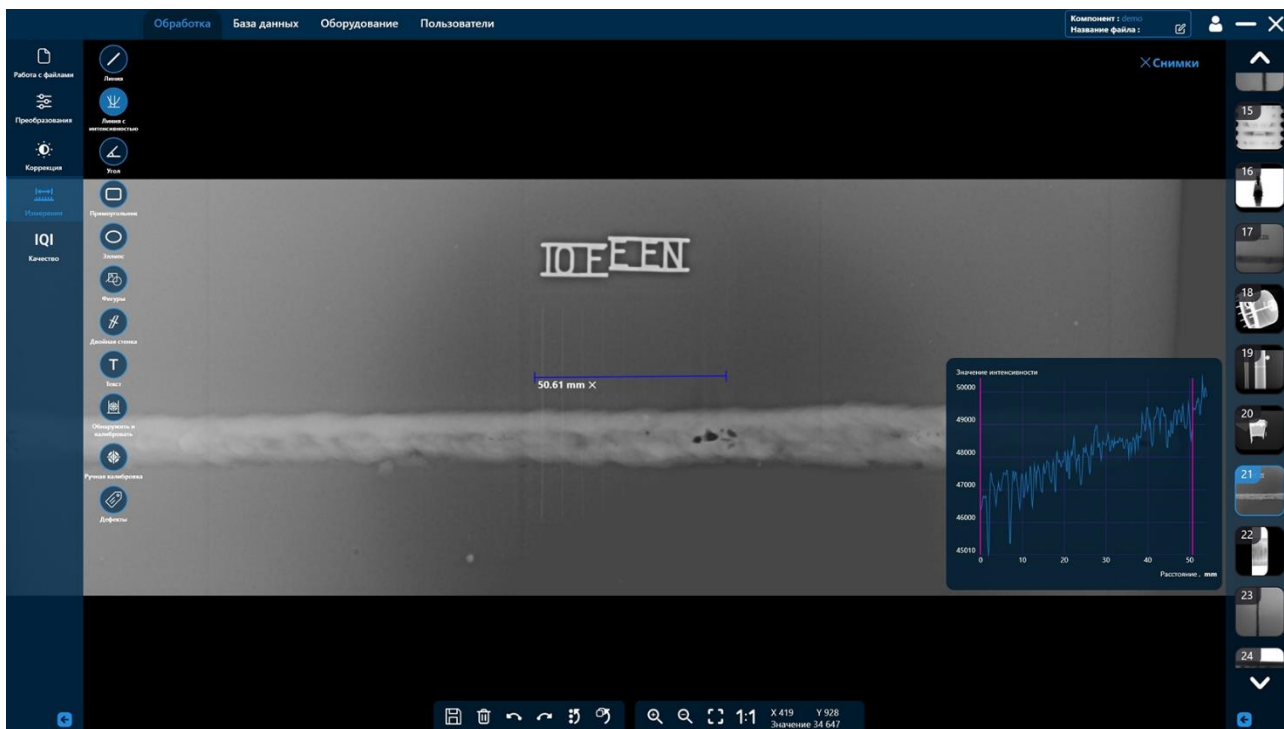 Обработка База данных Оборудование Пользователи
Компонент : demo
Название файла :
Работа с файлами
Преобразования
Коррекция
Измерения
IQI
Качество
Линия
Линия с
интенсивностью
Угол
Прямоугольник
Эллипс
Фигуры
Двойная стенка
T
Текст
Обнаружить и
калибровать
Ручная калибровка
Дефекты
Снимки
IQI FE EN
50.61 mm
Значение интенсивности
50000
49000
48000
47000
46000
45010
0 10 20 30 40 50
Расстояние , mm
15
16
17
18
19
20
21
22
23
24
1:1
X 419 Y 928
Значение 34 647